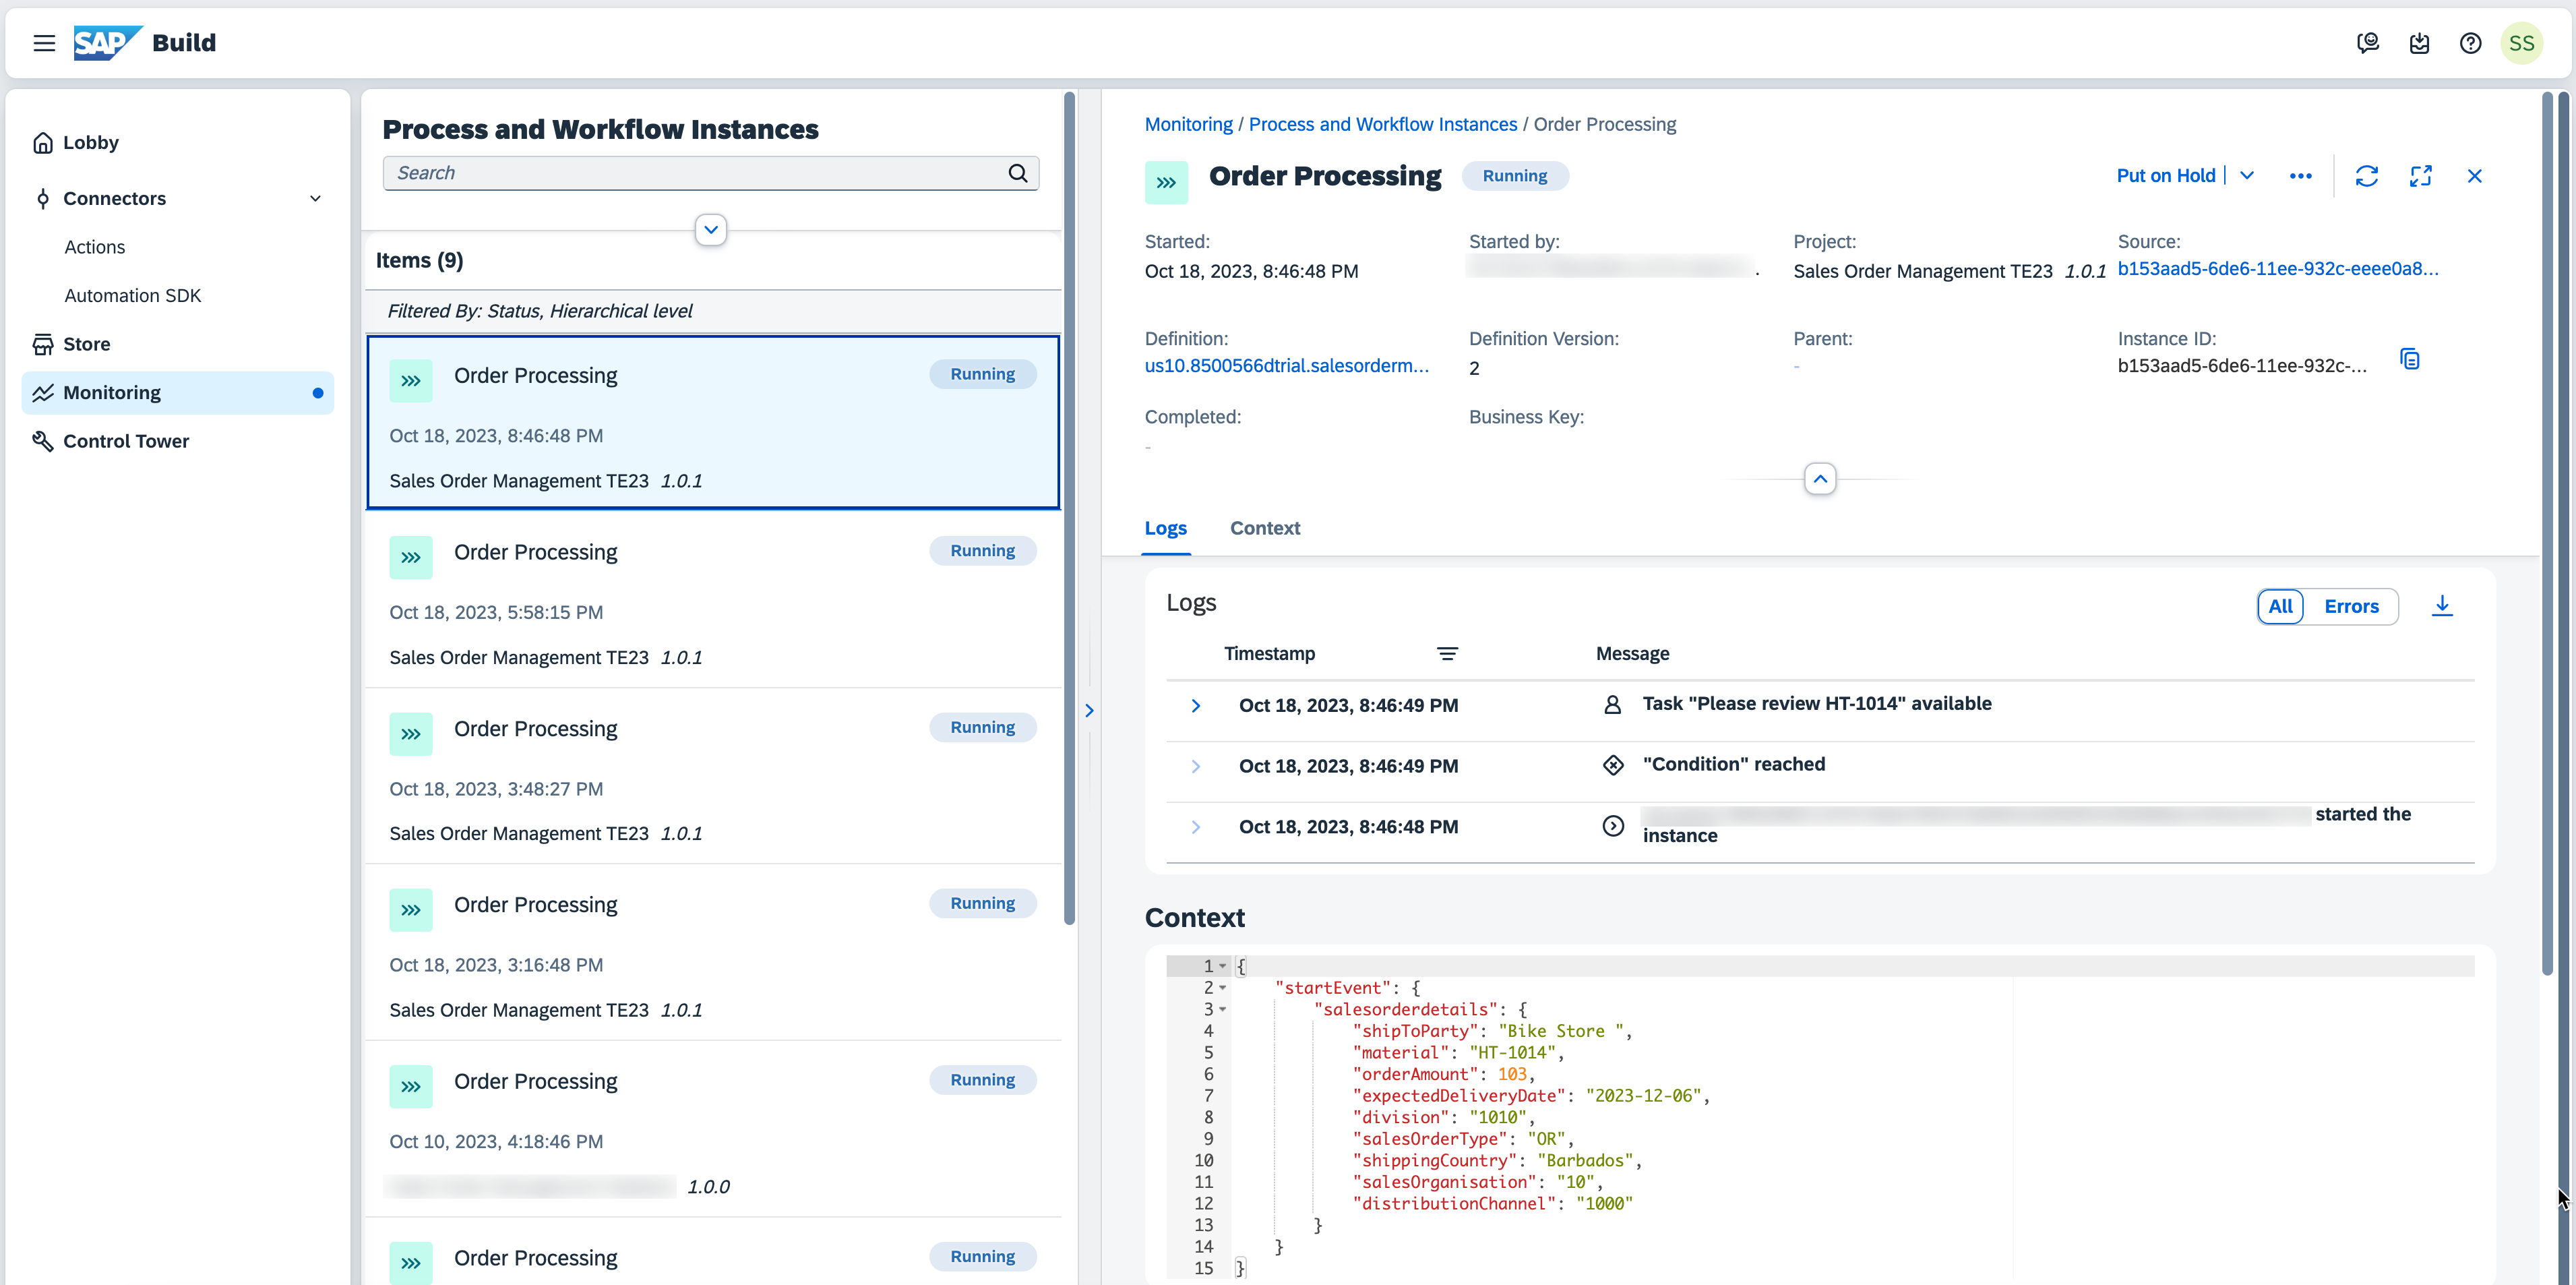 SAP Build
SS
Lobby
Connectors
Actions
Automation SDK
Store
Monitoring
Control Tower
Process and Workflow Instances
Search
Items (9)
Filtered By: Status, Hierarchical level
Order Processing Running
Oct 18, 2023, 8:46:48 PM
Sales Order Management TE23 1.0.1
Order Processing Running
Oct 18, 2023, 5:58:15 PM
Sales Order Management TE23 1.0.1
Order Processing Running
Oct 18, 2023, 3:48:27 PM
Sales Order Management TE23 1.0.1
Order Processing Running
Oct 18, 2023, 3:16:48 PM
Sales Order Management TE23 1.0.1
Order Processing Running
Oct 10, 2023, 4:18:46 PM
1.0.0
Order Processing Running
Monitoring / Process and Workflow Instances / Order Processing
Order Processing Running Put on Hold
Started: Started by: Project: Source:
Oct 18, 2023, 8:46:48 PM . Sales Order Management TE23 1.0.1 b153aad5-6de6-11ee-932c-eeee0a8...
Definition: Definition Version: Parent: Instance ID:
us10.8500566dtrial.salesorderm... 2 - b153aad5-6de6-11ee-932c-...
Completed: Business Key:
-
Logs Context
Logs All Errors
Timestamp Message
Oct 18, 2023, 8:46:49 PM Task "Please review HT-1014" available
Oct 18, 2023, 8:46:49 PM "Condition" reached
Oct 18, 2023, 8:46:48 PM started the
instance
Context
1 {
2 "startEvent": {
3 "salesorderdetails": {
4 "shipToParty": "Bike Store ",
5 "material": "HT-1014",
6 "orderAmount": 103,
7 "expectedDeliveryDate": "2023-12-06",
8 "division": "1010",
9 "salesOrderType": "OR",
10 "shippingCountry": "Barbados",
11 "salesOrganisation": "10",
12 "distributionChannel": "1000"
13 }
14 }
15 }